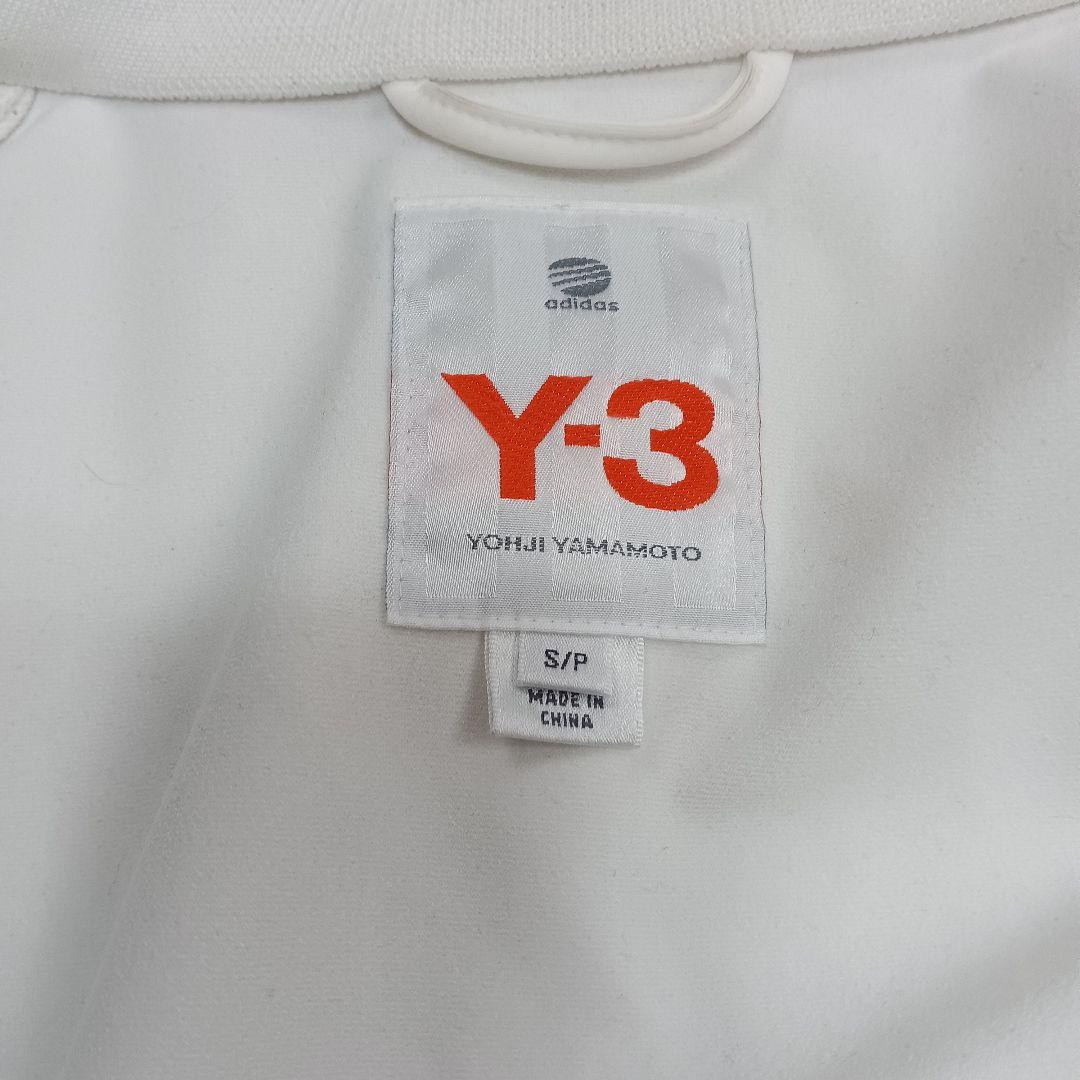 adidas
Y-3
YOHJI YAMAMOTO
S/P
MADE IN
CHINA